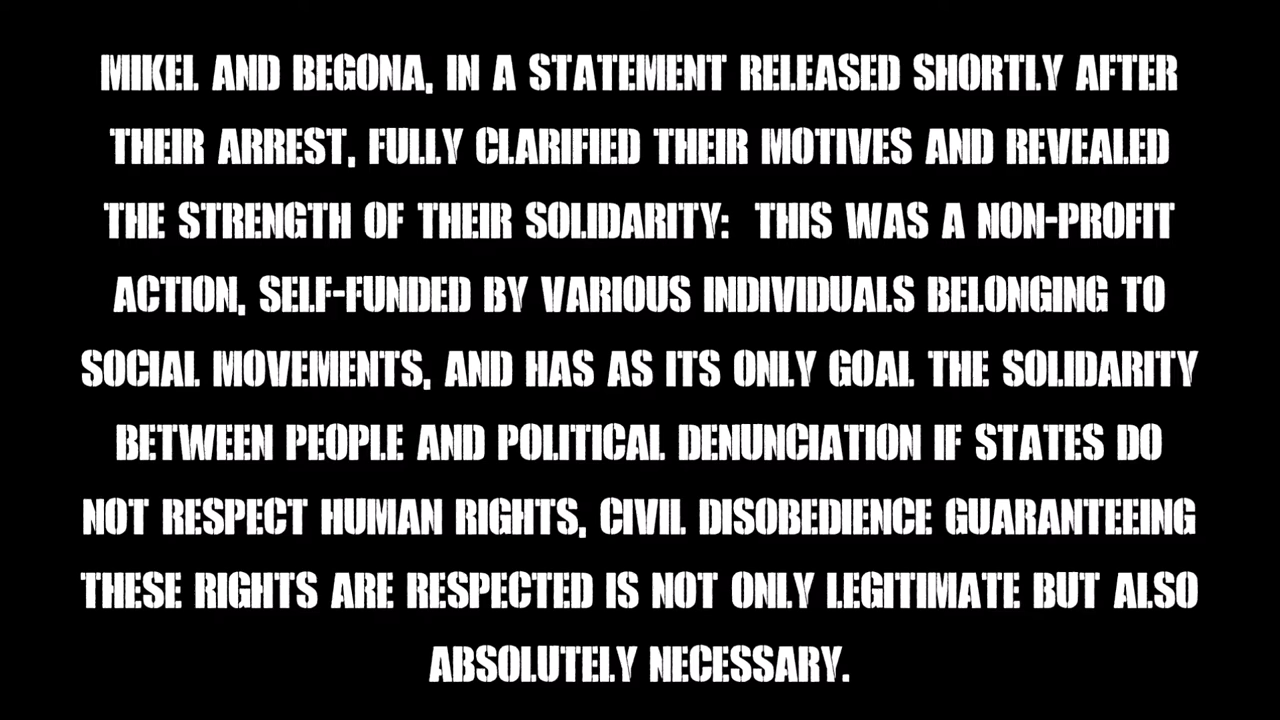 MIKEL AND BEGONA, IN A STATEMENT RELEASED SHORTLY AFTER
THEIR ARREST, FULLY CLARIFIED THEIR MOTIVES AND REVEALED
THE STRENGTH OF THEIR SOLIDARITY: THIS WAS A NON-PROFIT
ACTION, SELF-FUNDED BY VARIOUS INDIVIDUALS BELONGING TO
SOCIAL MOVEMENTS, AND HAS AS ITS ONLY GOAL THE SOLIDARITY
BETWEEN PEOPLE AND POLITICAL DENUNCIATION IF STATES DO
NOT RESPECT HUMAN RIGHTS, CIVIL DISOBEDIENCE GUARANTEEING
THESE RIGHTS ARE RESPECTED IS NOT ONLY LEGITIMATE BUT ALSO
ABSOLUTELY NECESSARY.